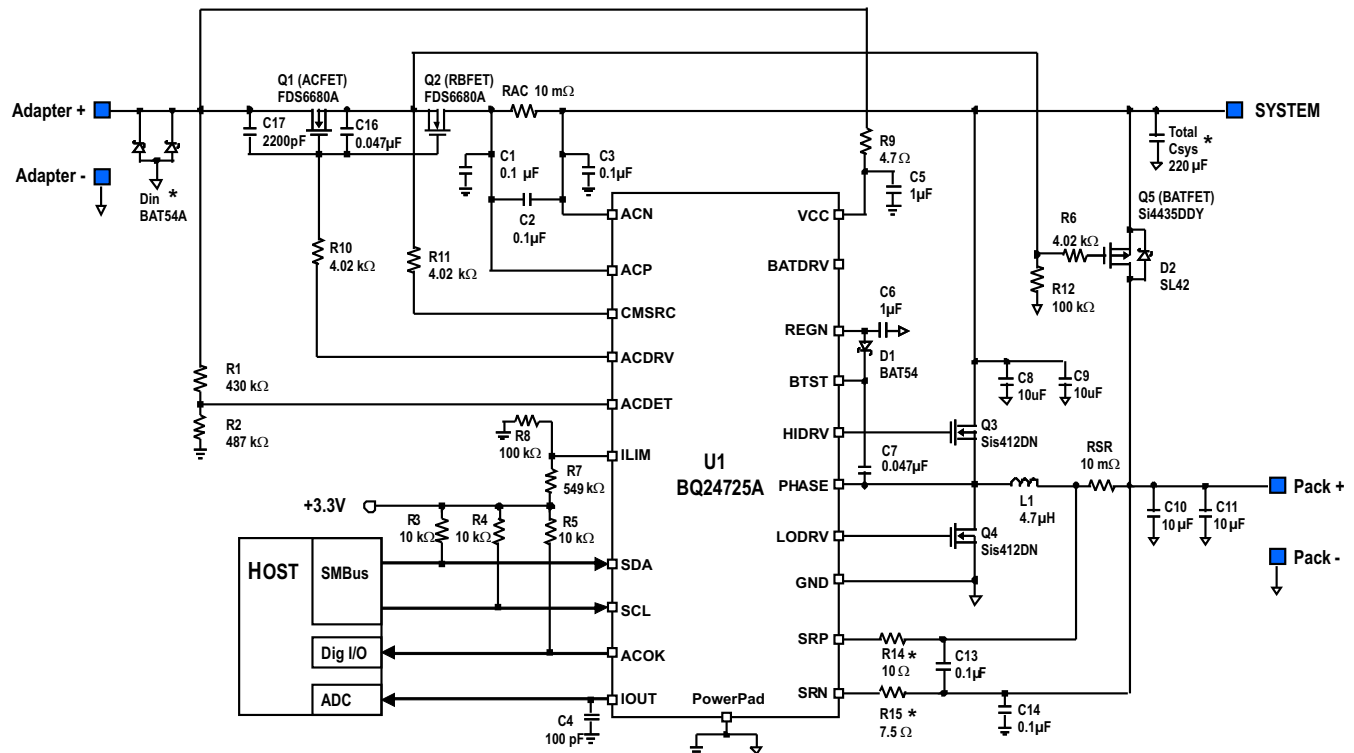 Adapter +
Adapter -
Din *
BAT54A
C17
2200pF
Q1 (ACFET)
FDS6680A
C16
0.047µF
Q2 (RBFET)
FDS6680A
RAC 10 mΩ
C1
0.1 µF
C3
0.1µF
C2
0.1µF
R9
4.7Ω
C5
1µF
SYSTEM
Total
Csys *
220 µF
Q5 (BATFET)
Si4435DDY
R6
4.02 kΩ
R12
100 kΩ
D2
SL42
R10
4.02 kΩ
R11
4.02 kΩ
R1
430 kΩ
R2
487 kΩ
R8
100 kΩ
R7
549 kΩ
+3.3V
R3
10 kΩ
R4
10 kΩ
R5
10 kΩ
HOST
SMBus
Dig I/O
ADC
C4
100 pF
ACN
ACP
CMSRC
ACDRV
ACDET
ILIM
SDA
SCL
ACOK
IOUT
U1
BQ24725A
PowerPad
VCC
BATDRV
REGN
BTST
HIDRV
PHASE
LODRV
GND
SRP
SRN
C6
1µF
D1
BAT54
C7
0.047µF
C8
10uF
C9
10uF
Q3
Sis412DN
Q4
Sis412DN
L1
4.7µH
RSR
10 mΩ
C10
10µF
C11
10µF
Pack +
Pack -
R14 *
10 Ω
C13
0.1µF
R15 *
7.5 Ω
C14
0.1µF